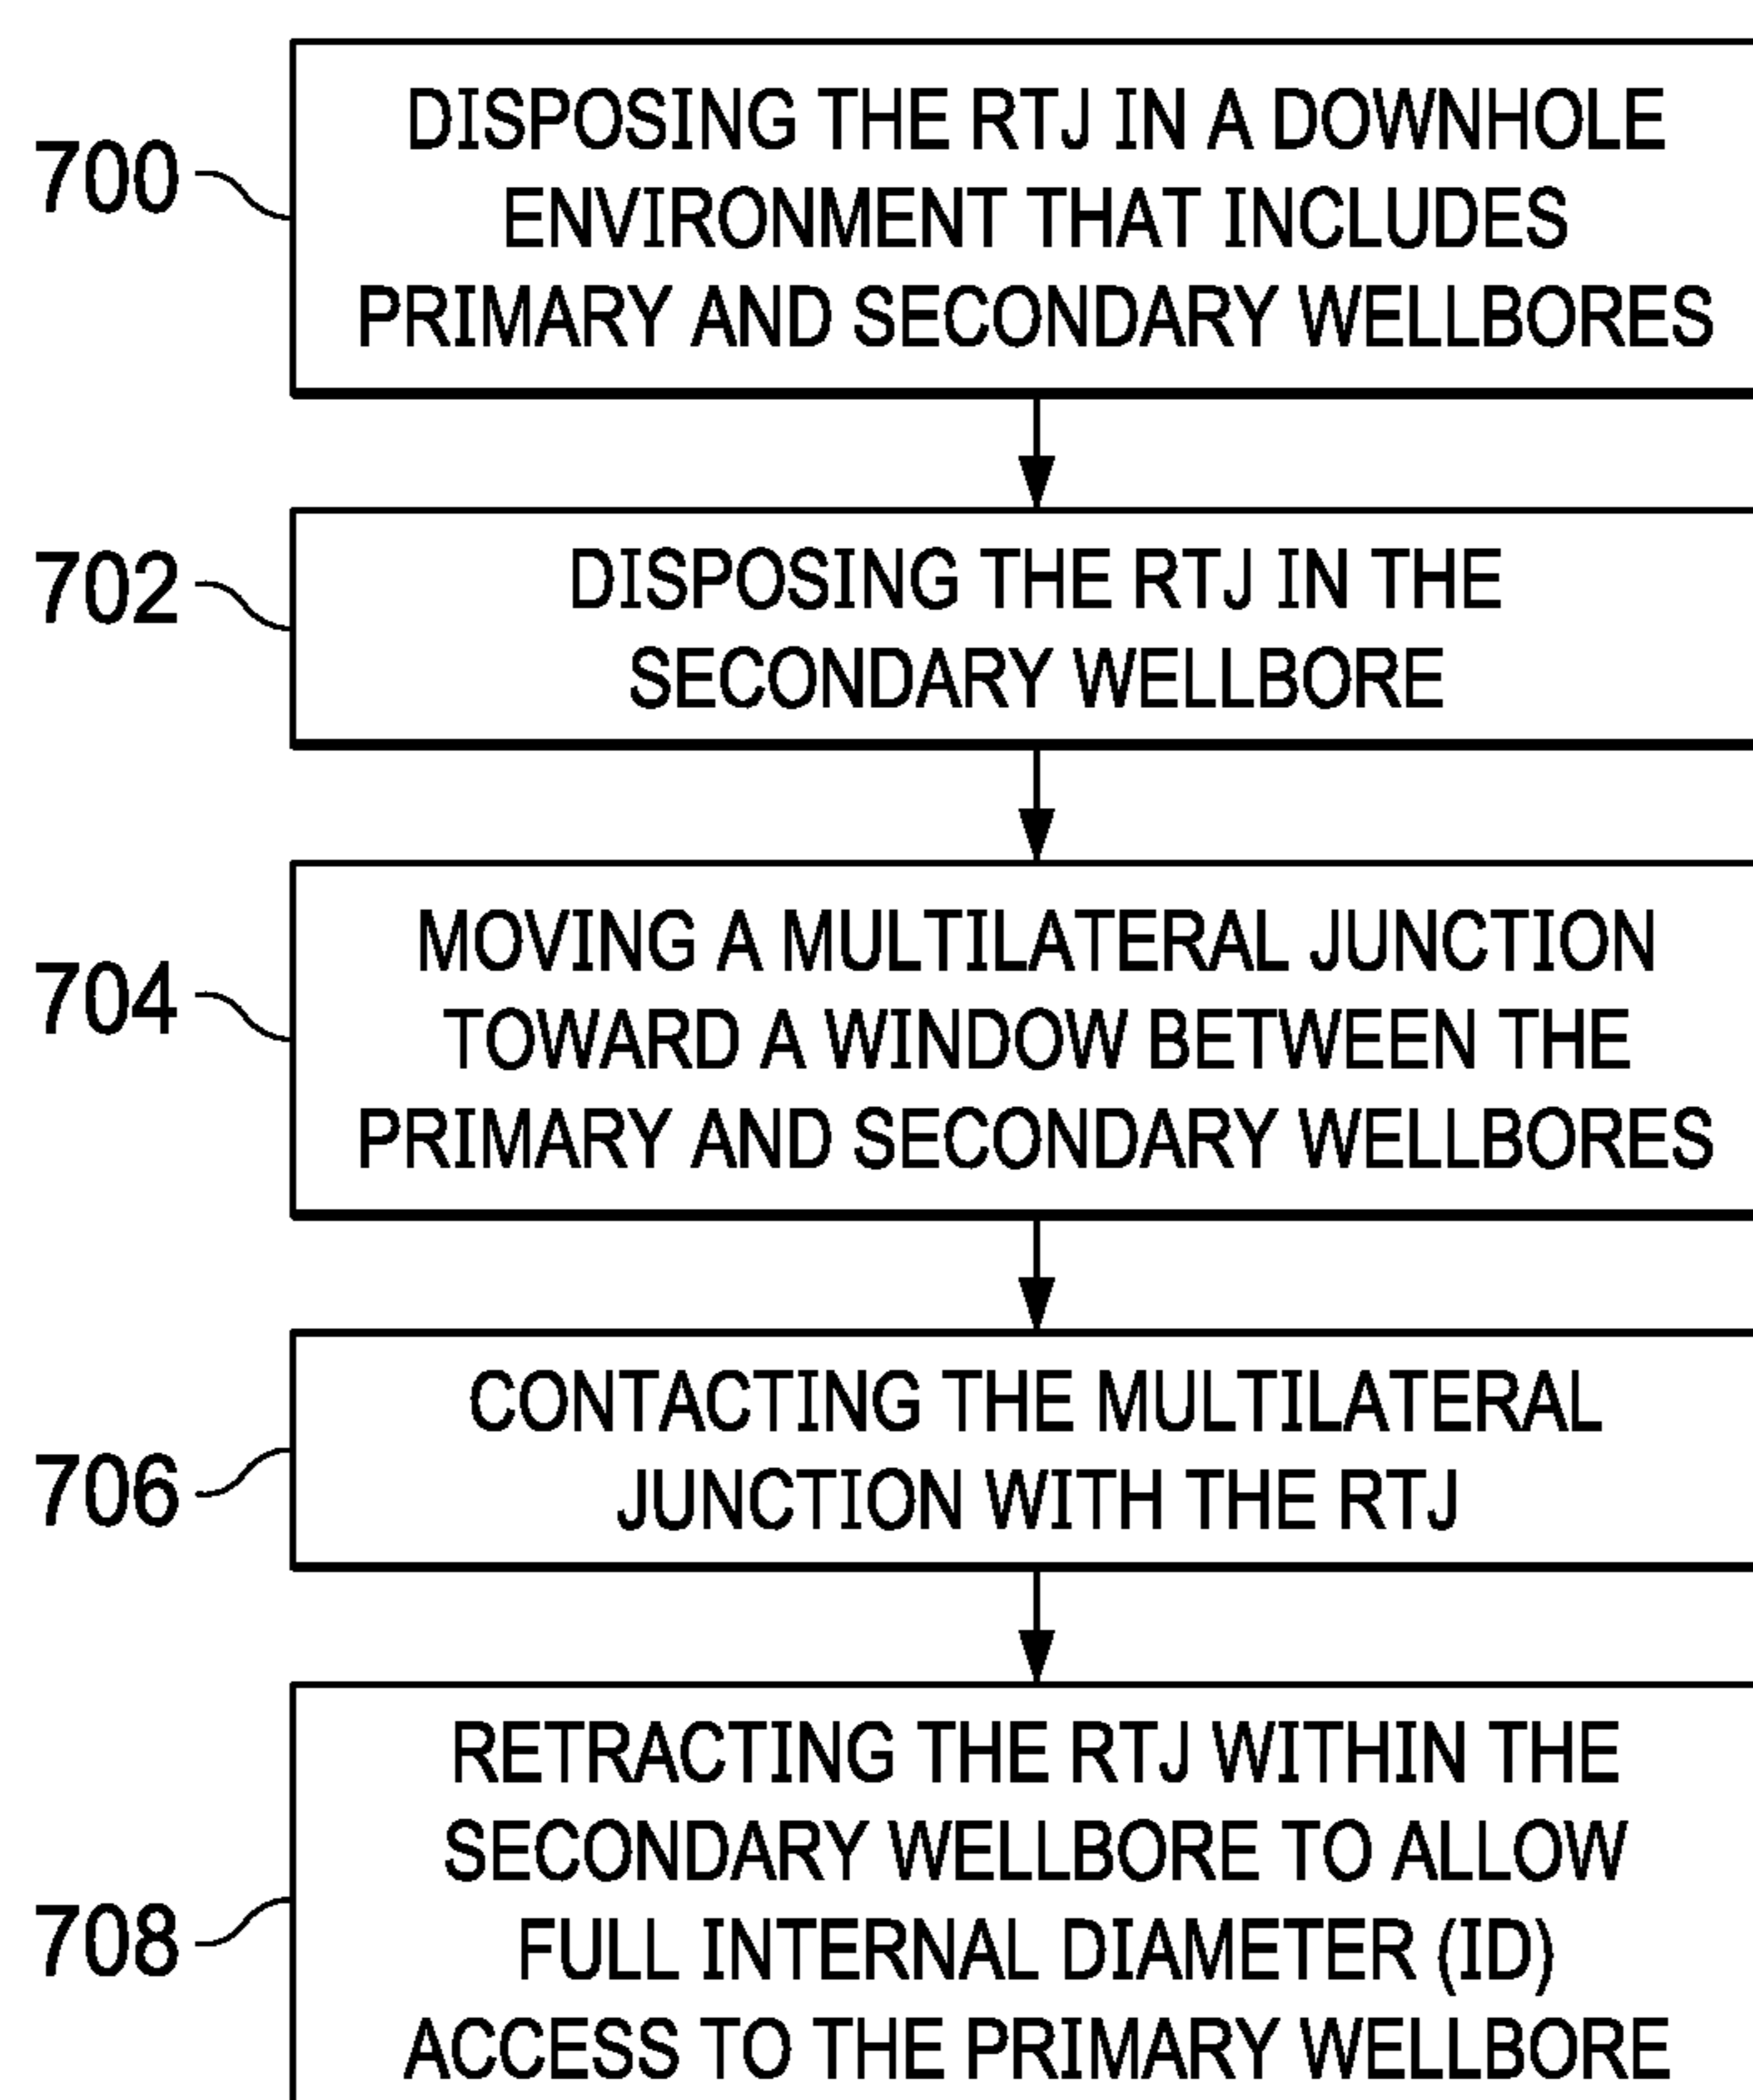 700
DISPOSING THE RTJ IN A DOWNHOLE
ENVIRONMENT THAT INCLUDES
PRIMARY AND SECONDARY WELLBORES
702
DISPOSING THE RTJ IN THE
SECONDARY WELLBORE
704
MOVING A MULTILATERAL JUNCTION
TOWARD A WINDOW BETWEEN THE
PRIMARY AND SECONDARY WELLBORES
706
CONTACTING THE MULTILATERAL
JUNCTION WITH THE RTJ
708
RETRACTING THE RTJ WITHIN THE
SECONDARY WELLBORE TO ALLOW
FULL INTERNAL DIAMETER (ID)
ACCESS TO THE PRIMARY WELLBORE